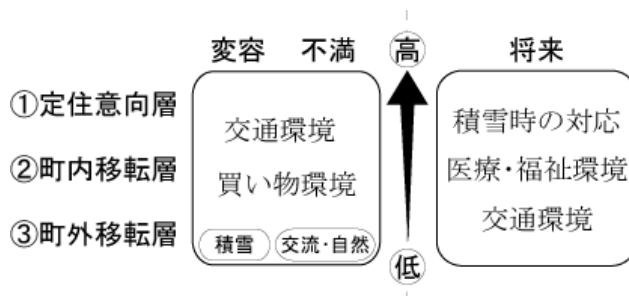 変容 不満 高 将来
①定住意向層
②町内移転層
③町外移転層
交通環境
買い物環境
積雪 交流・自然
低
積雪時の対応
医療・福祉環境
交通環境